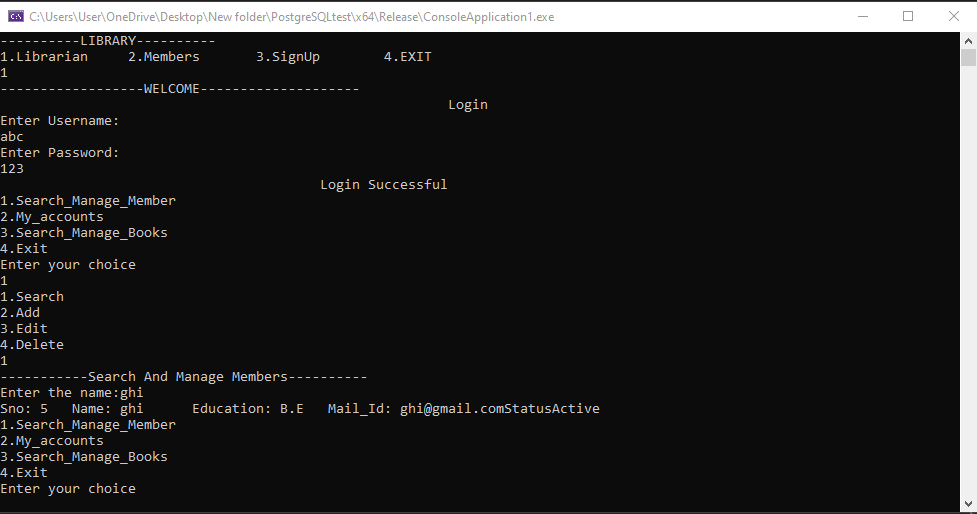 C:\Users\User\OneDrive\Desktop\New folder\PostgreSQLtest\x64\Release\ConsoleApplication1.exe
----------LIBRARY----------
1.Librarian     2.Members       3.SignUp        4.EXIT
1
------------------WELCOME--------------------
Login
Enter Username:
abc
Enter Password:
123
Login Successful
1.Search_Manage_Member
2.My_accounts
3.Search_Manage_Books
4.Exit
Enter your choice
1
1.Search
2.Add
3.Edit
4.Delete
1
-----------Search And Manage Members----------
Enter the name:ghi
Sno: 5   Name: ghi      Education: B.E   Mail_Id: ghi@gmail.comStatusActive
1.Search_Manage_Member
2.My_accounts
3.Search_Manage_Books
4.Exit
Enter your choice